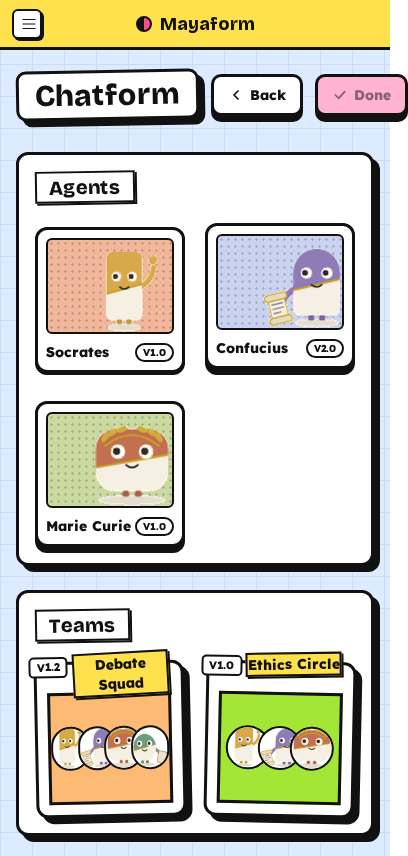 Mayaform
Chatform
Back
Done
Agents
Socrates
V1.0
Confucius
V2.0
Marie Curie
V1.0
Teams
V1.2
Debate
Squad
V1.0
Ethics Circle